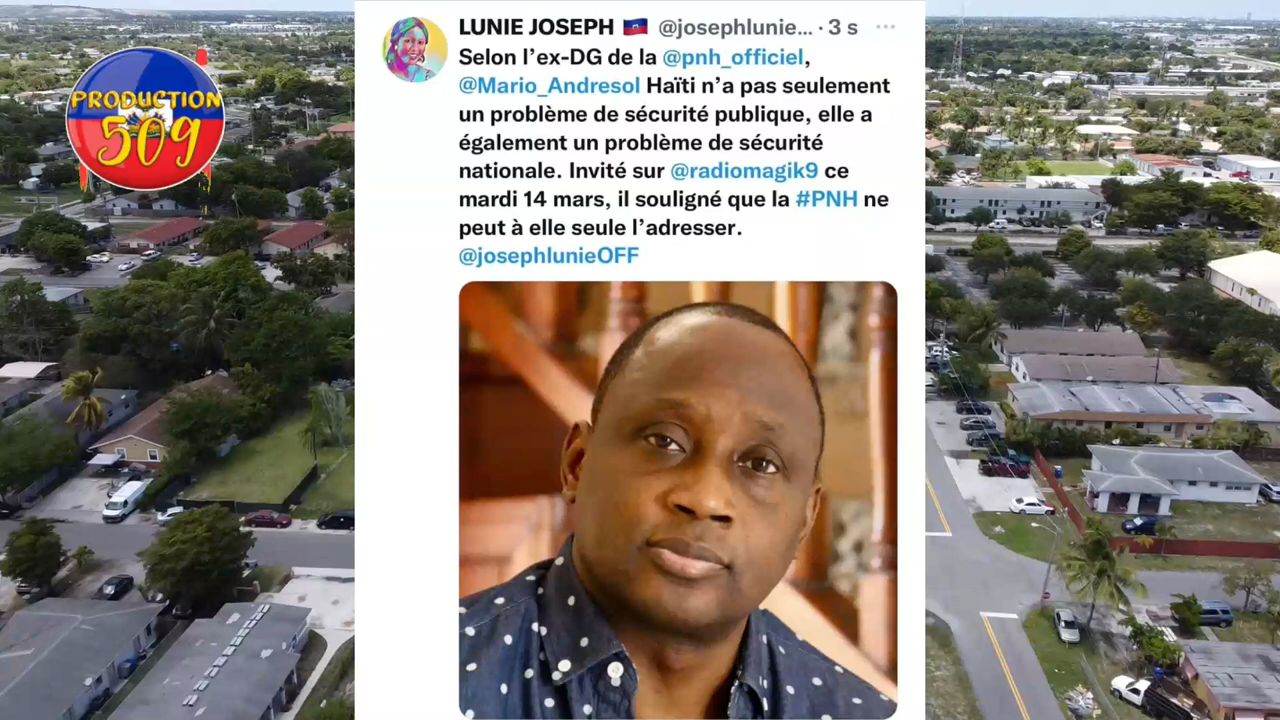 PRODUCTION
509
LUNIE JOSEPH 🇭🇹 @josephlunie... · 3 s
Selon l'ex-DG de la @pnh_officiel,
@Mario_Andresol Haïti n'a pas seulement
un problème de sécurité publique, elle a
également un problème de sécurité
nationale. Invité sur @radiomagik9 ce
mardi 14 mars, il souligné que la #PNH ne
peut à elle seule l'adresser.
@josephlunieOFF